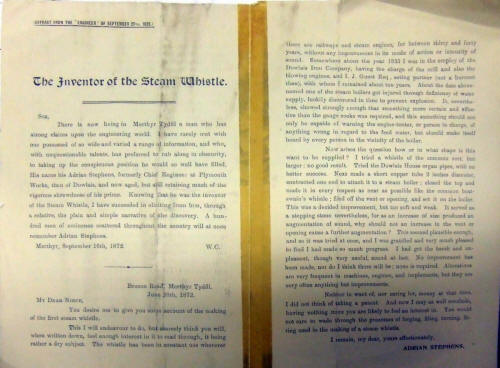 EXTRACT FROM THE "ENGINEER" OF SEPTEMBER 27TH, 1872.
The Inventor of the Steam Whistle.
SIR,
There is now living in Merthyr Tydfil a man who has
strong claims upon the engineering world. I have rarely met with
one possessed of so wide and varied a range of information, and who,
with unquestionable talents, has preferred to rub along in obscurity,
to taking up the conspicuous position he would so well have filled.
His name is Adrian Stephens, formerly Chief Engineer at Plymouth
Works, then of Dowlais, and now aged, but still retaining much of the
vigorous shrewdness of his prime. Knowing that he was the inventor
of the Steam Whistle, I have succeeded in eliciting from him, through
a relative, the plain and simple narrative of the discovery. A hun-
dred of eminence scattered throughout the country will at once
remember Adrian Stephens.
Merthyr, September 16th, 1872. W.C.
Brecon Road, Merthyr Tydfil.
June 20th, 1872.
MY DEAR NIECE,
You desire me to give you some account of the making of
the first steam whistle.
This I will endeavour to do, but scarcely think you will,
when written down, feel enough interest in it to read through, it being
rather a dry subject. The whistle has been in constant use wherever
there are railways and steam engines, for between thirty and forty
years, without any improvements in its mode of action or intensity of
sound. Somewhere about the year 1835 I was in the employ of the
Dowlais Iron Company, having the charge of the mill and also the
blowing engines, and I. J. Guest Esq., acting partner (not a baronet
then), with whom I remained about ten years. About the date above-
named one of the steam boilers got injured through deficiency of water
supply, luckily discovered in time to prevent explosion. It, neverthe-
less, showed strongly enough that something more certain and effec-
tive than the gauge cocks was required, and this something should not
only be capable of warning the engine-tenter, or person in charge, of
anything wrong in regard to the feed water, but should make itself
heard by every person in the vicinity of the boiler.
Now arises the question how or in what shape is this
want to be supplied? I tried a whistle of the common sort, but
larger: no good result. Tried the Dowlais House organ pipes, with no
better success. Next made a short copper tube 2 inches diameter,
contracted one end to attach it to a steam boiler; closed the top and
made it in every respect as near as possible like the common boat-
swain's whistle; filed off the vent or opening, and set it on the boiler.
This was a decided improvement, but too soft and weak. It served as
a stepping stone nevertheless, for as an increase of size produced an
augmentation of sound, why should not an increase in the vent or
opening cause a further augmentation? This seemed plausible enough,
and so it was tried at once, and I was gratified and very much pleased
to find I had made so much progress. I had got the harsh and un-
pleasant, though very useful, sound at last. No improvement has
been made, nor do I think there will be; none is required. Alterations
are very frequent in machines, engines, and implements, but they are
very often anything but improvements.
Neither in want of, nor caring for, money at that time,
I did not think of taking a patent. And now I may as well conclude,
having nothing more you are likely to feel an interest in. You would
not care to wade through the processes of forging, filing, turning, fit-
ting used in the making of a steam whistle.
I remain, my dear, yours affectionately,
ADRIAN STEPHENS.